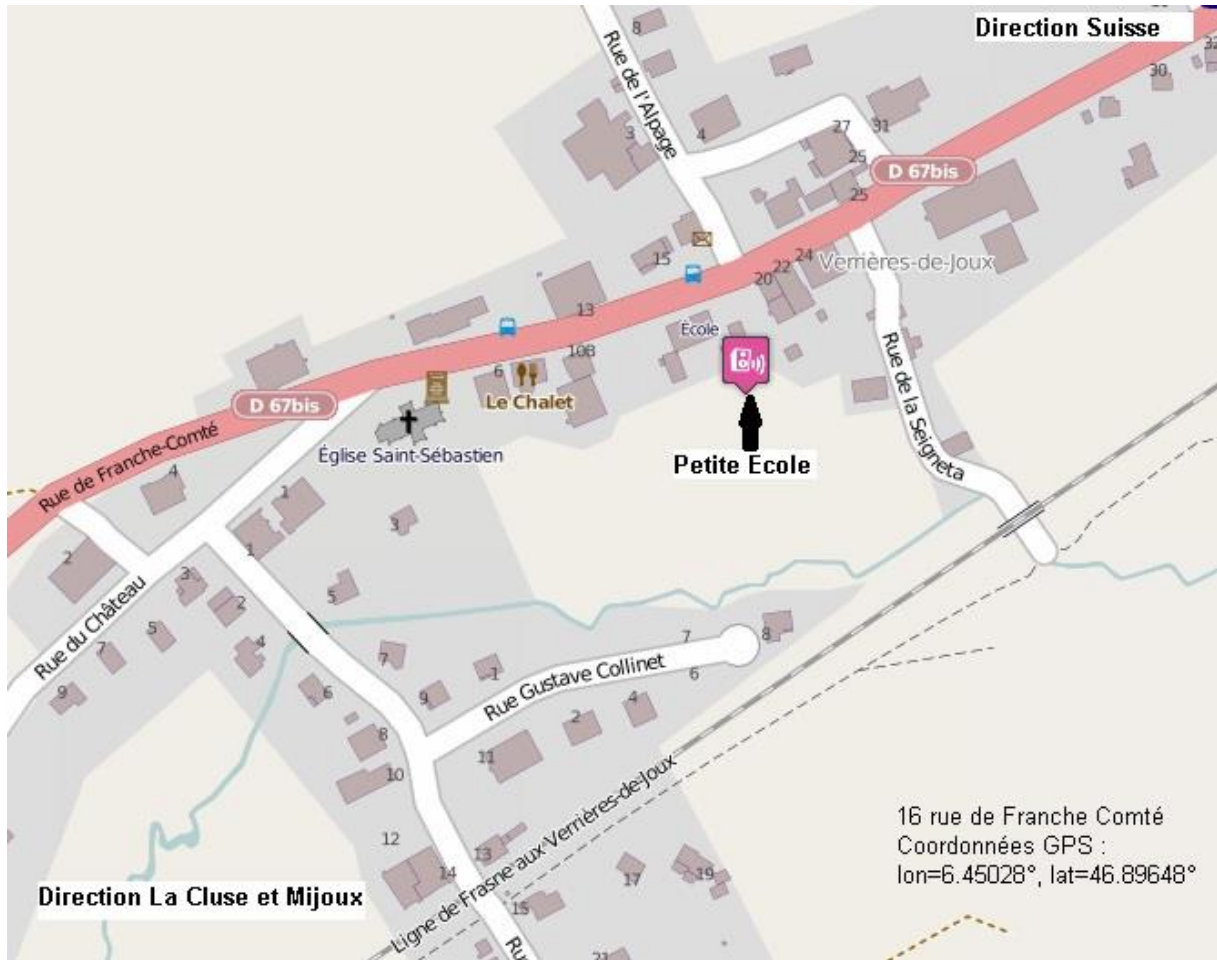 Direction Suisse
8
Rue de l'Alpage
32
30
3
4
27
31
25
D 67bis
25
15
Verrières-de-Joux
24
22
20
13
École
10B
6
Le Chalet
D 67bis
Église Saint-Sébastien
Petite Ecole
Rue de la Seigneta
Rue de Franche-Comté
4
1
3
1
2
3
5
2
Rue du Château
5
7
4
9
7
7
8
1
Rue Gustave Collinet
6
6
9
4
2
8
11
10
Ligne de Frasne aux Verrières-de-Joux
12
13
14
17
19
15
21
Ru
Direction La Cluse et Mijoux
16 rue de Franche Comté
Coordonnées GPS :
lon=6.45028°, lat=46.89648°